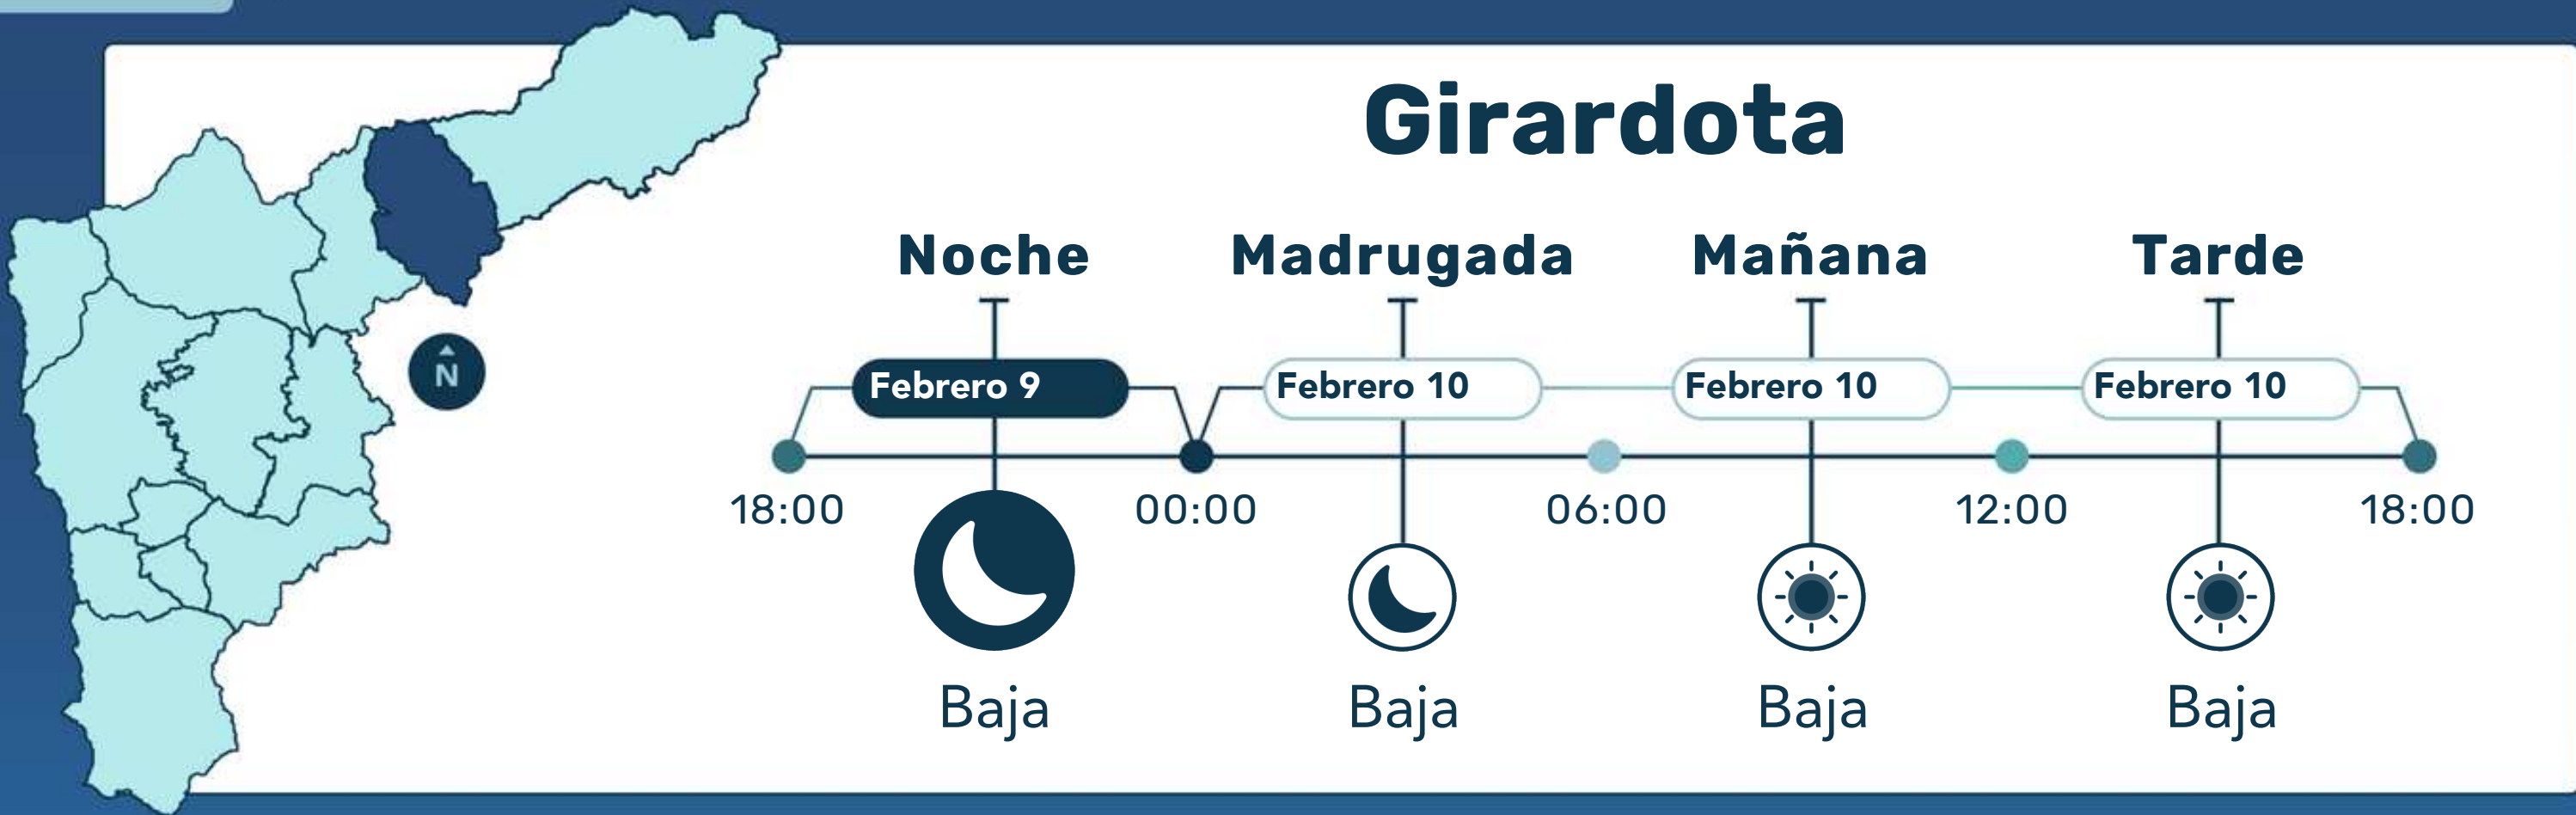 Girardota
Noche Madrugada Mañana Tarde
Febrero 9 Febrero 10 Febrero 10 Febrero 10
N
18:00 00:00 06:00 12:00 18:00
Baja Baja Baja Baja